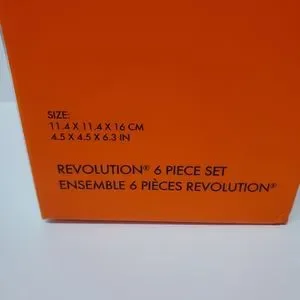 SIZE:
11.4 X 11.4 X 16 CM
4.5 X 4.5 X 6.3 IN
REVOLUTION® 6 PIECE SET
ENSEMBLE 6 PIÈCES REVOLUTION®